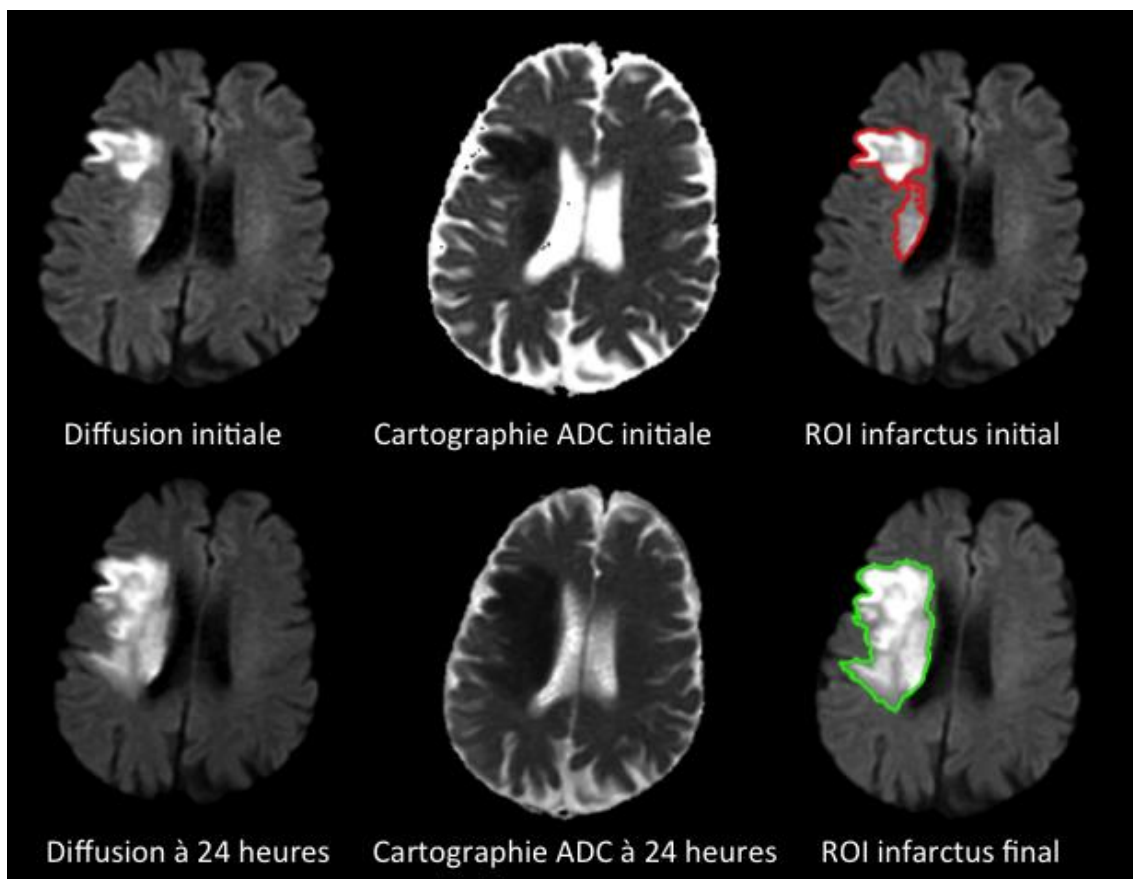 Diffusion initiale
Cartographie ADC initiale
ROI infarctus initial
Diffusion à 24 heures
Cartographie ADC à 24 heures
ROI infarctus final